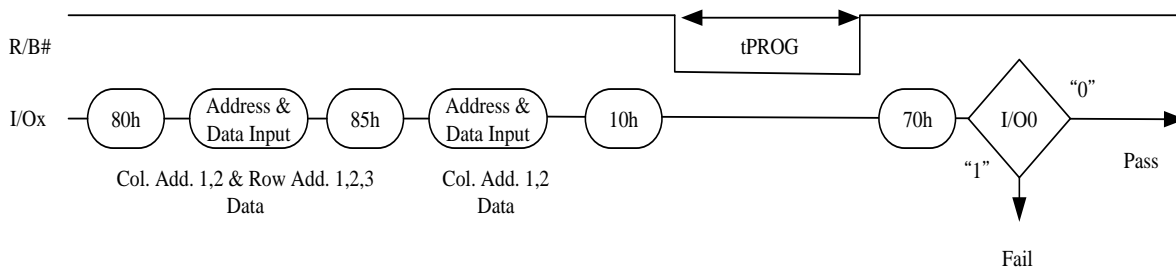 R/B#
tPROG
I/Ox
80h
Address &
Data Input
85h
Address &
Data Input
10h
70h
I/O0
“0”
“1”
Pass
Col. Add. 1,2 & Row Add. 1,2,3
Data
Col. Add. 1,2
Data
Fail